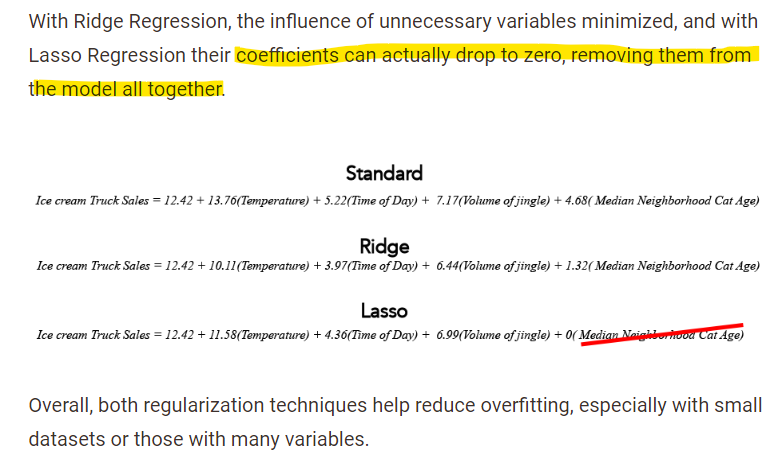 With Ridge Regression, the influence of unnecessary variables minimized, and with
Lasso Regression their coefficients can actually drop to zero, removing them from
the model all together.
Standard
Ice cream Truck Sales = 12.42 + 13.76(Temperature) + 5.22(Time of Day) + 7.17(Volume of jingle) + 4.68( Median Neighborhood Cat Age)
Ridge
Ice cream Truck Sales = 12.42 + 10.11(Temperature) + 3.97(Time of Day) + 6.44(Volume of jingle) + 1.32( Median Neighborhood Cat Age)
Lasso
Ice cream Truck Sales = 12.42 + 11.58(Temperature) + 4.36(Time of Day) + 6.99(Volume of jingle) + 0( Median Neighborhood Cat Age)
Overall, both regularization techniques help reduce overfitting, especially with small
datasets or those with many variables.